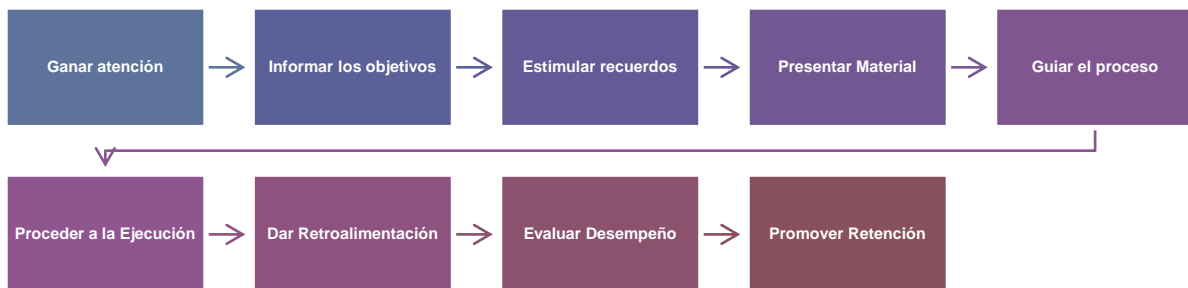 Ganar atención
Informar los objetivos
Estimular recuerdos
Presentar Material
Guiar el proceso
Proceder a la Ejecución
Dar Retroalimentación
Evaluar Desempeño
Promover Retención